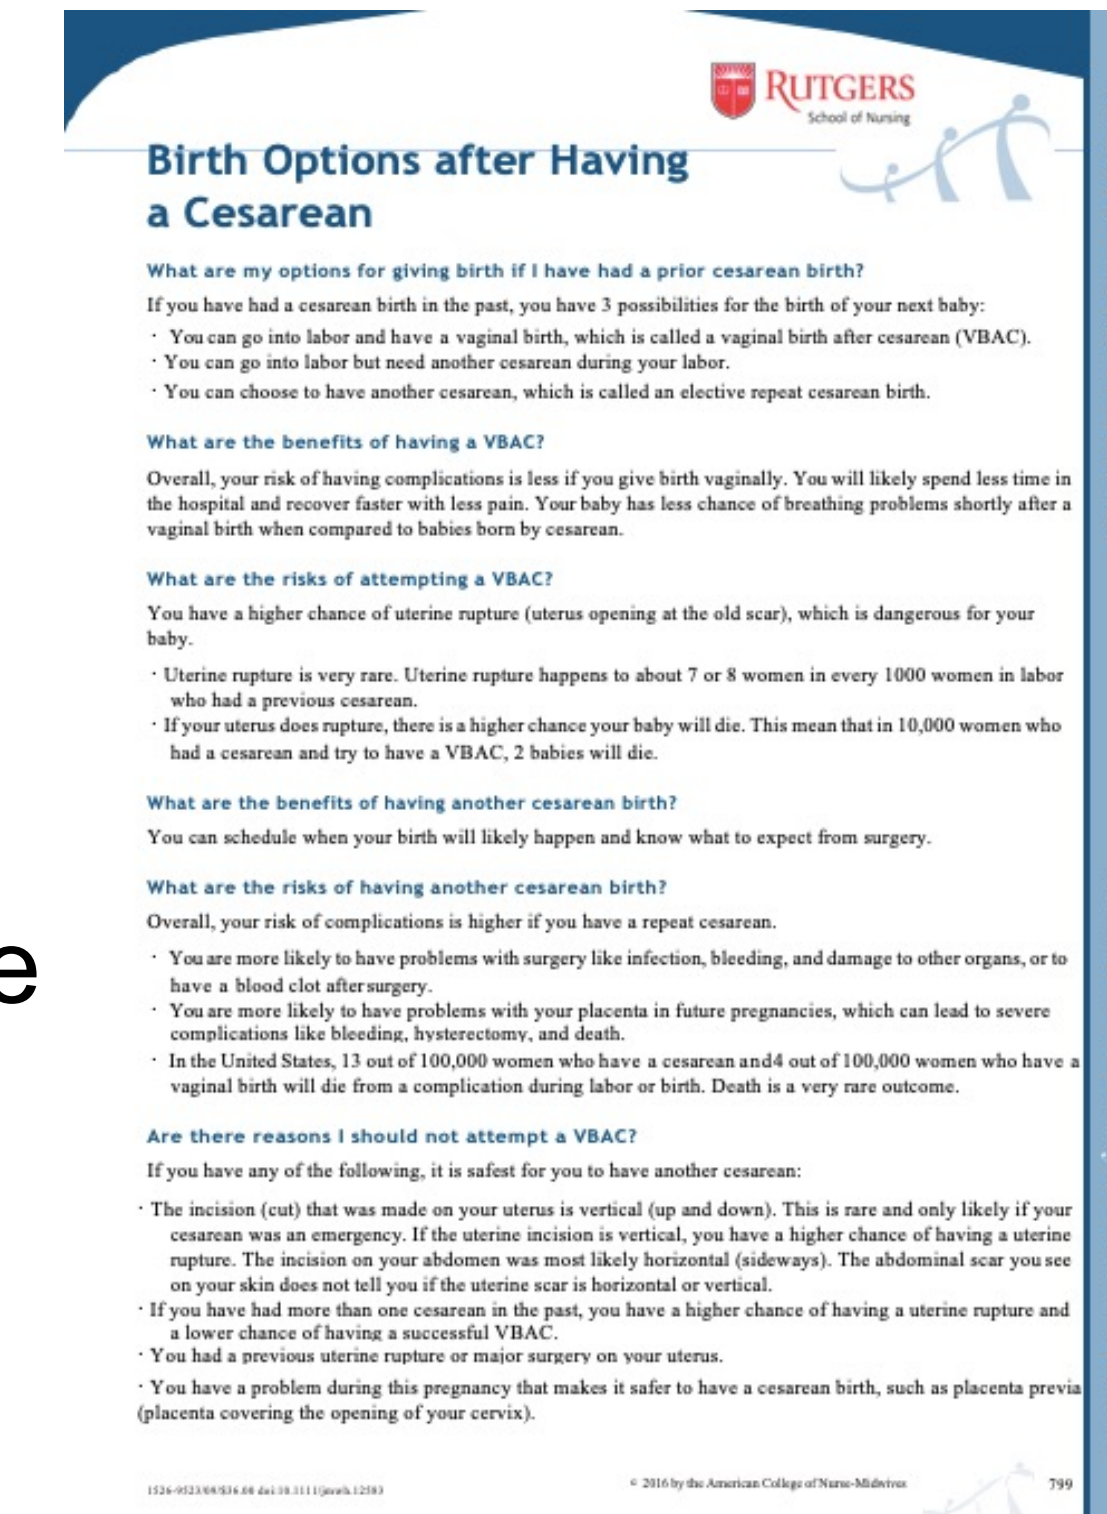 RUTGERS
School of Nursing
Birth Options after Having
a Cesarean
What are my options for giving birth if I have had a prior cesarean birth?
If you have had a cesarean birth in the past, you have 3 possibilities for the birth of your next baby:
· You can go into labor and have a vaginal birth, which is called a vaginal birth after cesarean (VBAC).
· You can go into labor but need another cesarean during your labor.
· You can choose to have another cesarean, which is called an elective repeat cesarean birth.
What are the benefits of having a VBAC?
Overall, your risk of having complications is less if you give birth vaginally. You will likely spend less time in
the hospital and recover faster with less pain. Your baby has less chance of breathing problems shortly after a
vaginal birth when compared to babies born by cesarean.
What are the risks of attempting a VBAC?
You have a higher chance of uterine rupture (uterus opening at the old scar), which is dangerous for your
baby.
· Uterine rupture is very rare. Uterine rupture happens to about 7 or 8 women in every 1000 women in labor
who had a previous cesarean.
· If your uterus does rupture, there is a higher chance your baby will die. This mean that in 10,000 women who
had a cesarean and try to have a VBAC, 2 babies will die.
What are the benefits of having another cesarean birth?
You can schedule when your birth will likely happen and know what to expect from surgery.
What are the risks of having another cesarean birth?
Overall, your risk of complications is higher if you have a repeat cesarean.
e
· You are more likely to have problems with surgery like infection, bleeding, and damage to other organs, or to
have a blood clot aftersurgery.
· You are more likely to have problems with your placenta in future pregnancies, which can lead to severe
complications like bleeding, hysterectomy, and death.
· In the United States, 13 out of 100,000 women who have a cesarean and4 out of 100,000 women who have a
vaginal birth will die from a complication during labor or birth. Death is a very rare outcome.
Are there reasons I should not attempt a VBAC?
If you have any of the following, it is safest for you to have another cesarean:
· The incision (cut) that was made on your uterus is vertical (up and down). This is rare and only likely if your
cesarean was an emergency. If the uterine incision is vertical, you have a higher chance of having a uterine
rupture. The incision on your abdomen was most likely horizontal (sideways). The abdominal scar you see
on your skin does not tell you if the uterine scar is horizontal or vertical.
· If you have had more than one cesarean in the past, you have a higher chance of having a uterine rupture and
a lower chance of having a successful VBAC.
· You had a previous uterine rupture or major surgery on your uterus.
· You have a problem during this pregnancy that makes it safer to have a cesarean birth, such as placenta previa
(placenta covering the opening of your cervix).
1526-9523/09/$36.00 doi:10.1111/jmwh.12583
© 2016 by the American College of Nurse-Midwives
799